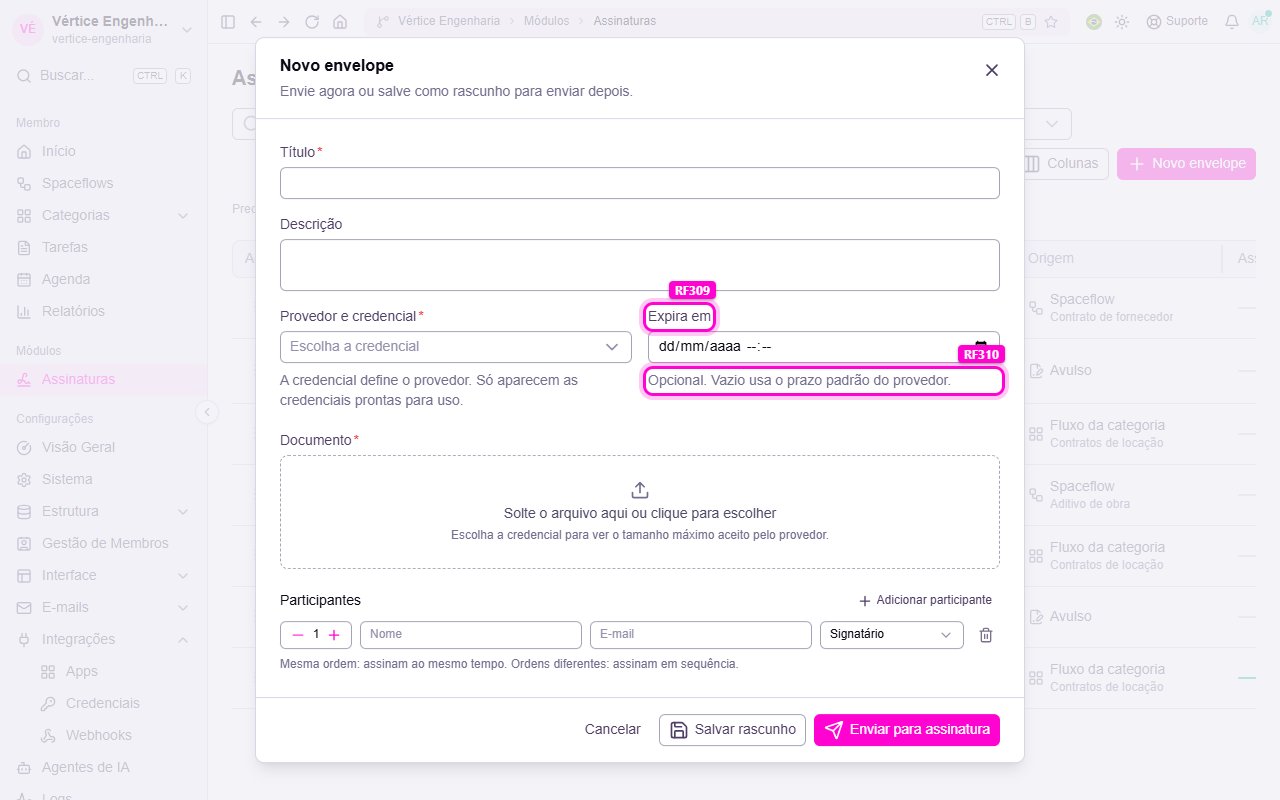 VÉ
Vértice Engenh...
vertice-engenharia
Vértice Engenharia
Módulos
Assinaturas
CTRL
B
Suporte
AR
Buscar...
CTRL
K
Membro
Início
Spaceflows
Categorias
Tarefas
Agenda
Relatórios
Módulos
Assinaturas
Configurações
Visão Geral
Sistema
Estrutura
Gestão de Membros
Interface
E-mails
Integrações
Apps
Credenciais
Webhooks
Agentes de IA
Logs
Novo envelope
Envie agora ou salve como rascunho para enviar depois.
Título*
Descrição
RF309
Provedor e credencial*
Expira em
Escolha a credencial
dd/mm/aaaa --:--
RF310
A credencial define o provedor. Só aparecem as
credenciais prontas para uso.
Opcional. Vazio usa o prazo padrão do provedor.
Documento*
Solte o arquivo aqui ou clique para escolher
Escolha a credencial para ver o tamanho máximo aceito pelo provedor.
Participantes
Adicionar participante
1
Nome
E-mail
Signatário
Mesma ordem: assinam ao mesmo tempo. Ordens diferentes: assinam em sequência.
Cancelar
Salvar rascunho
Enviar para assinatura
Colunas
Novo envelope
Origem
Spaceflow
Contrato de fornecedor
Avulso
Fluxo da categoria
Contratos de locação
Spaceflow
Aditivo de obra
Fluxo da categoria
Contratos de locação
Avulso
Fluxo da categoria
Contratos de locação